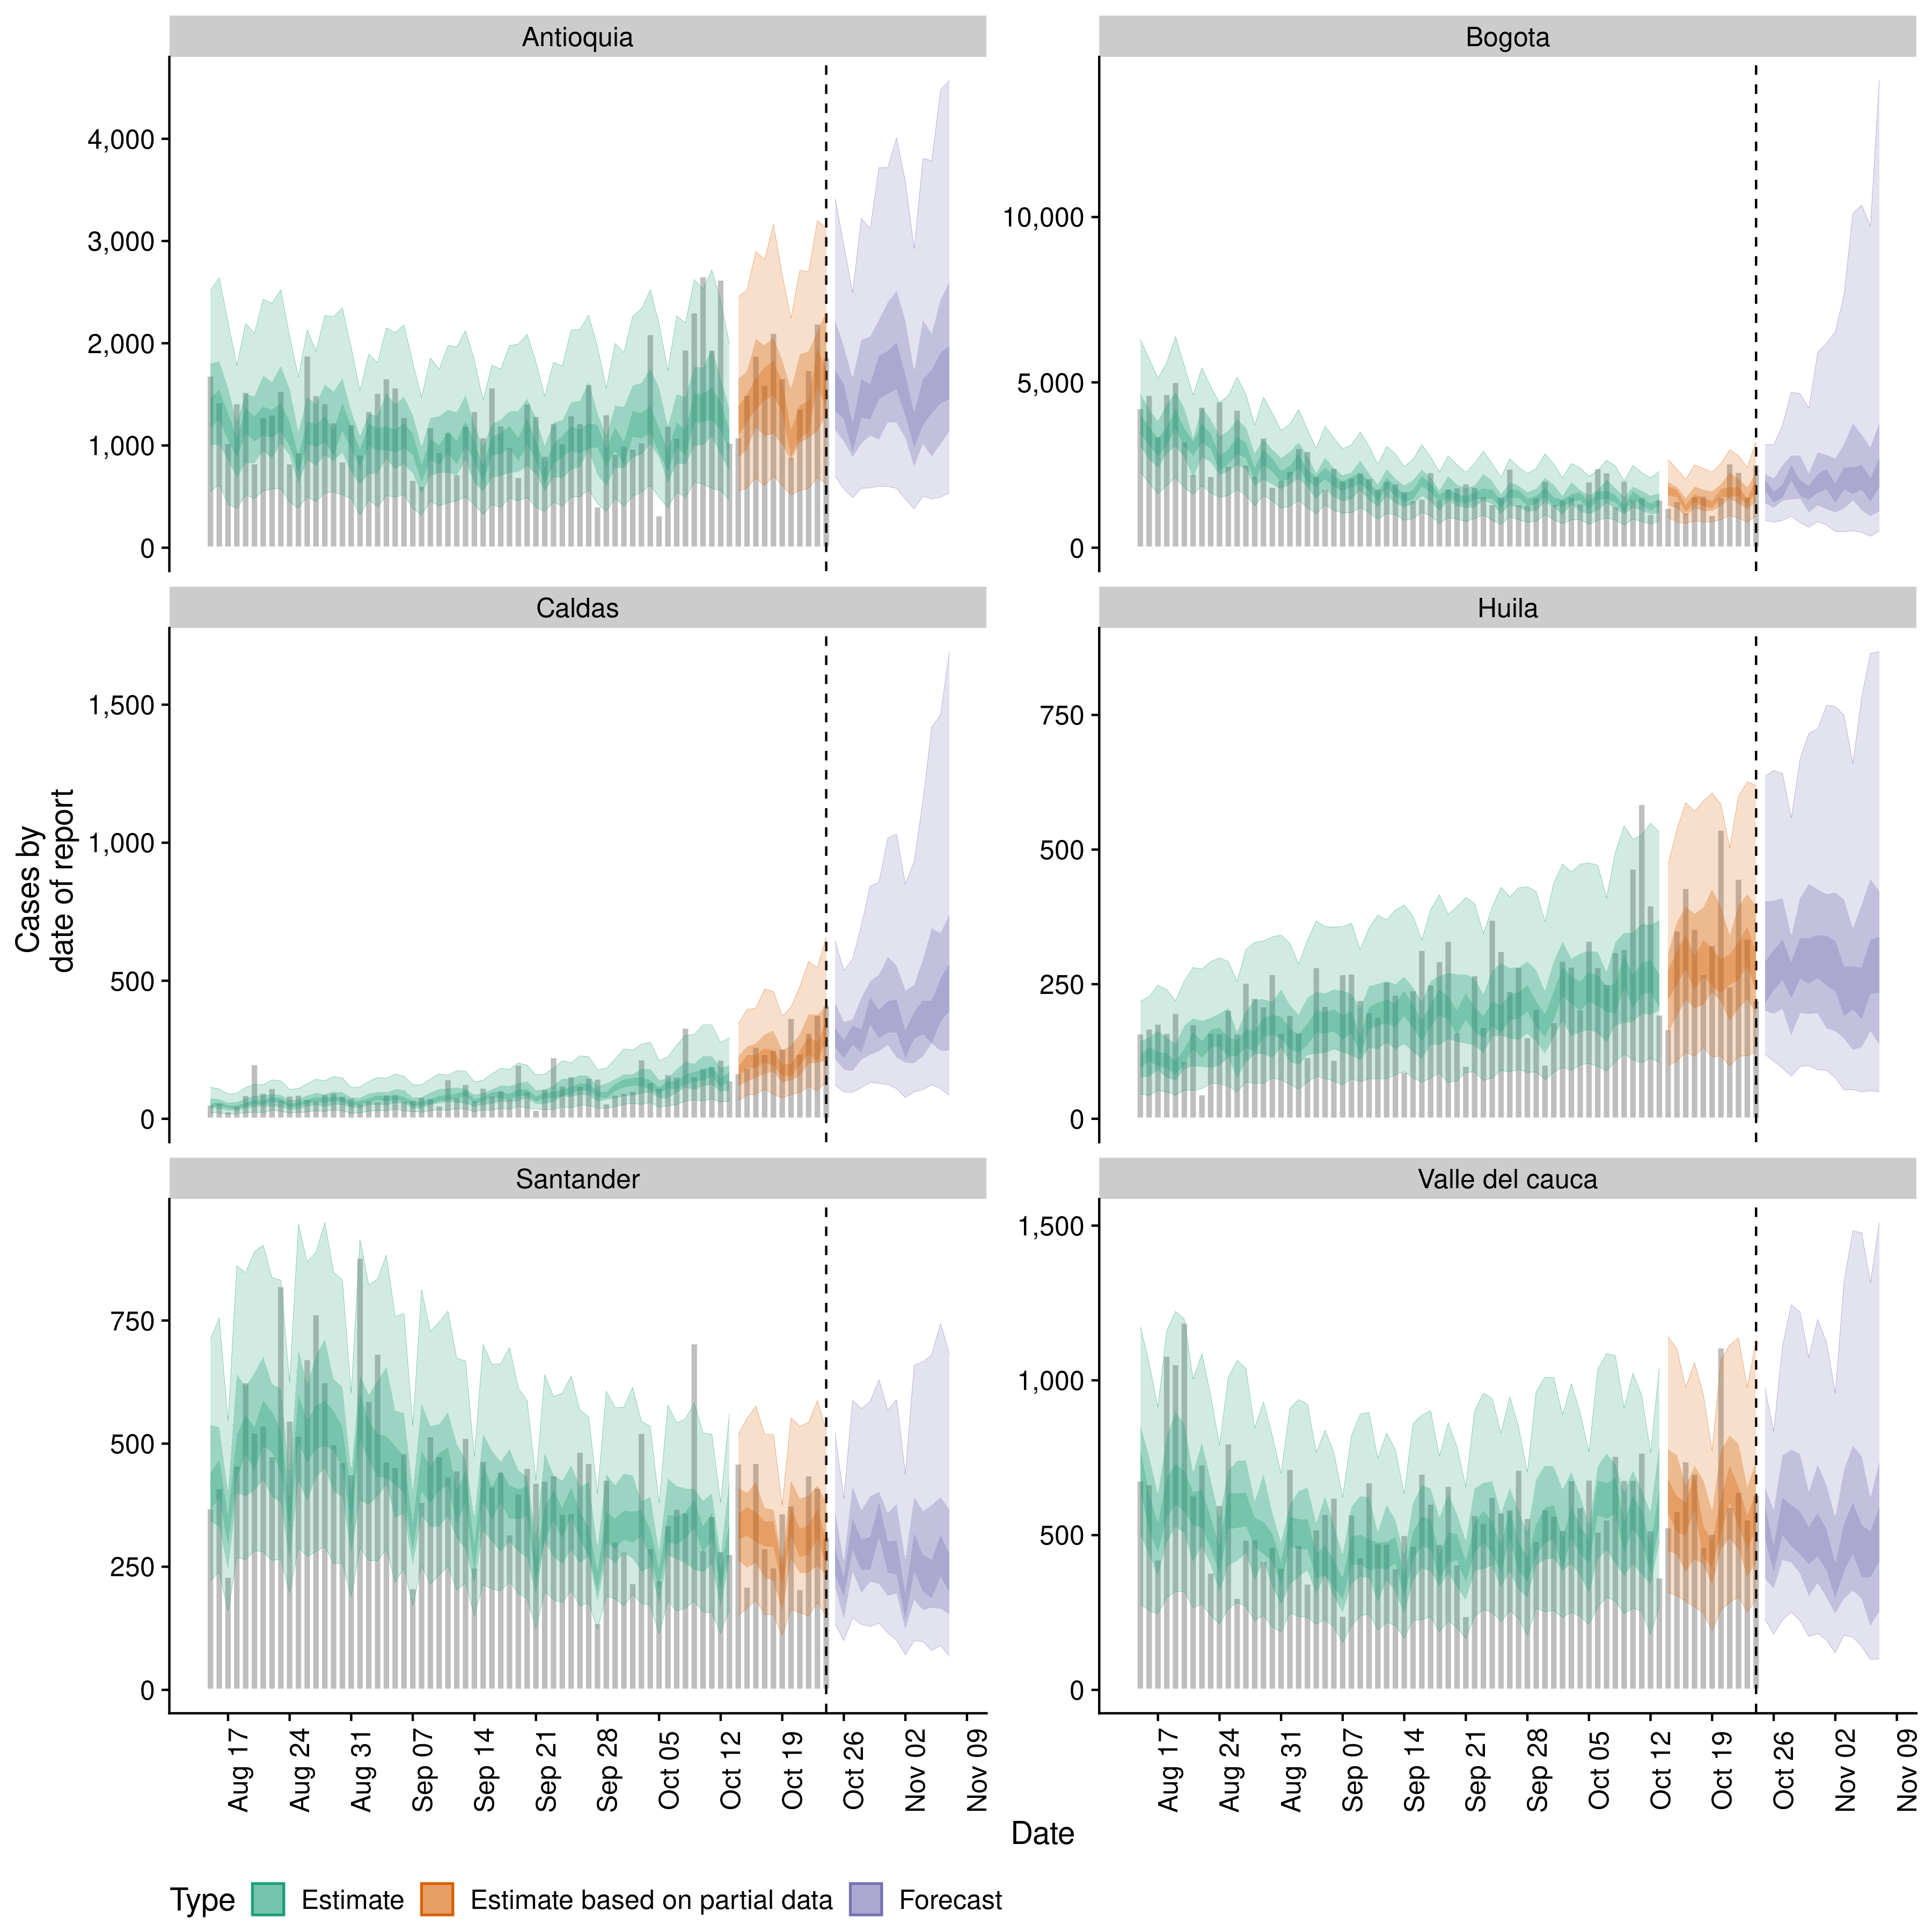 Antioquia
Bogota
4,000
3,000
2,000
1,000
0
10,000
5,000
0
Caldas
Huila
1,500
1,000
500
0
750
500
250
0
Cases by
date of report
Santander
Valle del cauca
750
500
250
0
1,500
1,000
500
0
Aug 17
Aug 24
Aug 31
Sep 07
Sep 14
Sep 21
Sep 28
Oct 05
Oct 12
Oct 19
Oct 26
Nov 02
Nov 09
Aug 17
Aug 24
Aug 31
Sep 07
Sep 14
Sep 21
Sep 28
Oct 05
Oct 12
Oct 19
Oct 26
Nov 02
Nov 09
Date
Type Estimate Estimate based on partial data Forecast